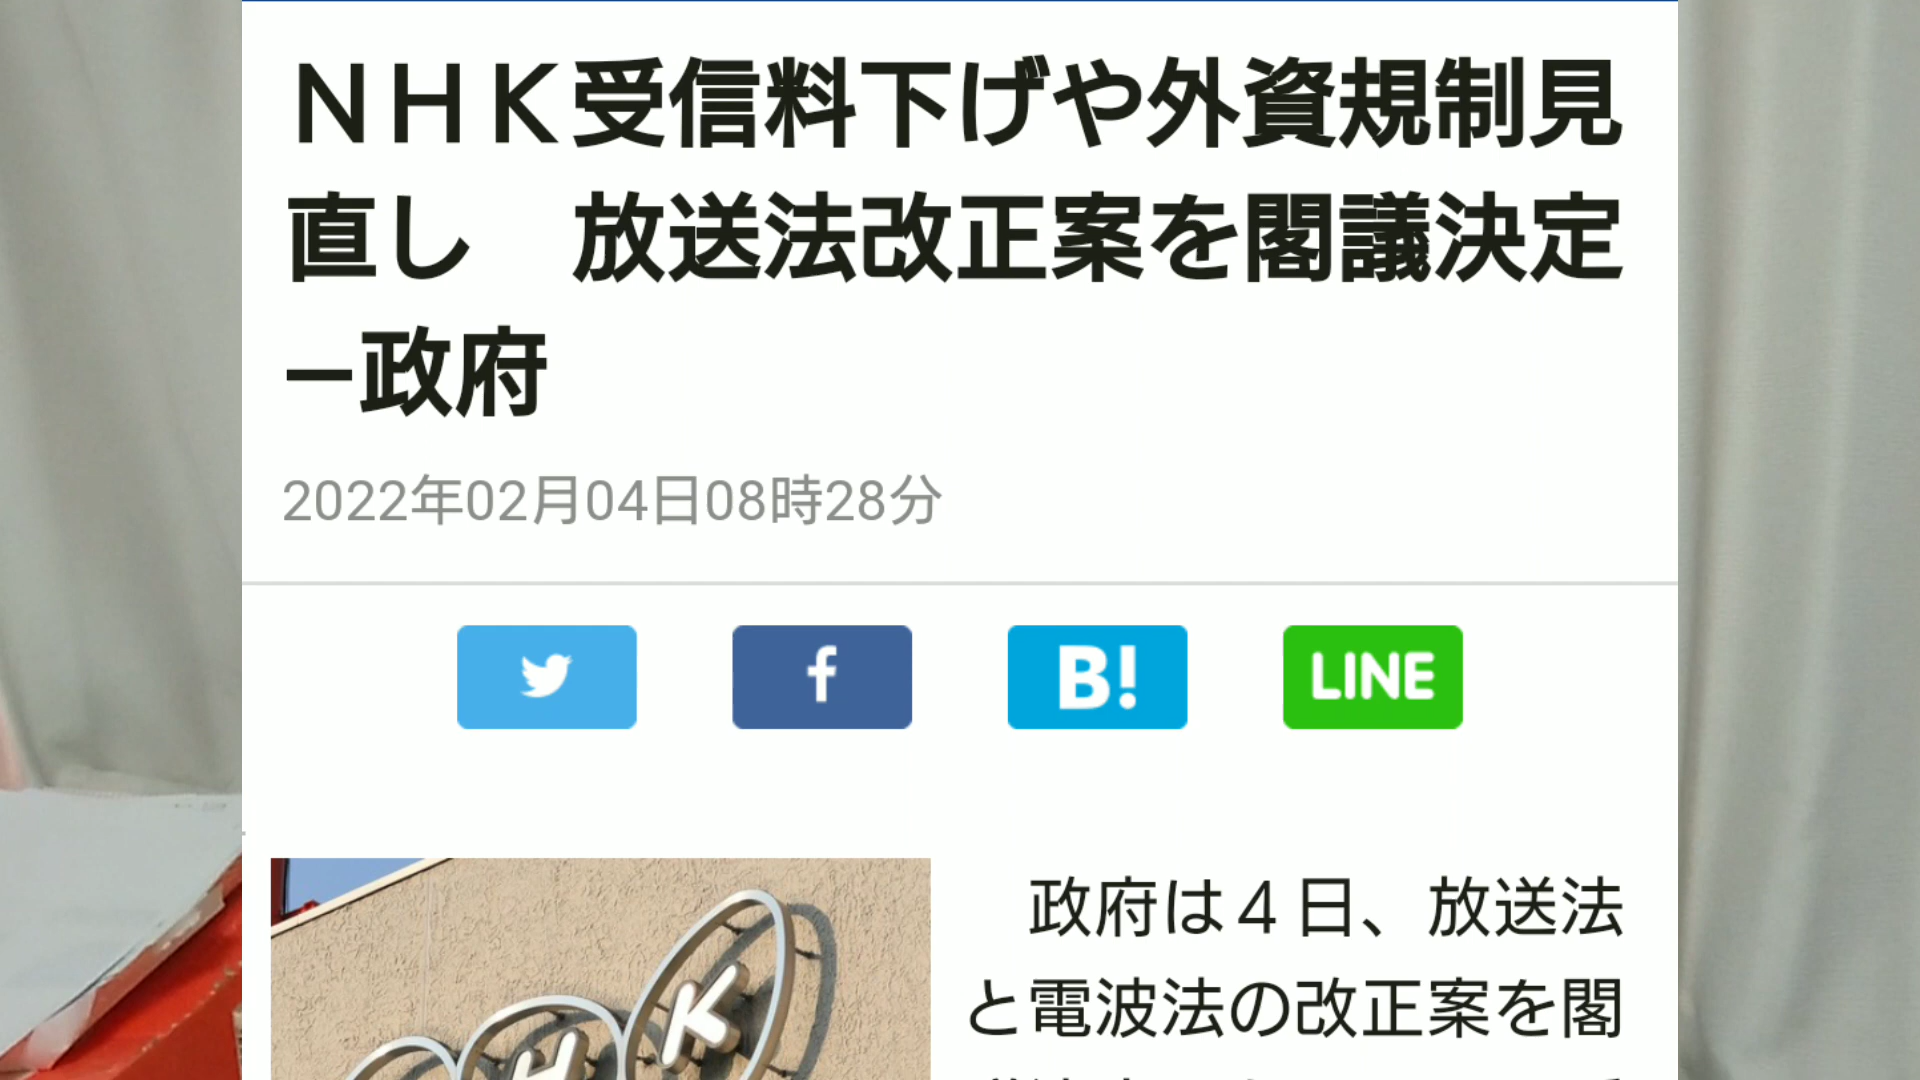 ＮＨＫ受信料下げや外資規制見
直し　放送法改正案を閣議決定
―政府
2022年02月04日08時28分
B!
LINE
政府は４日、放送法
と電波法の改正案を閣
H
K